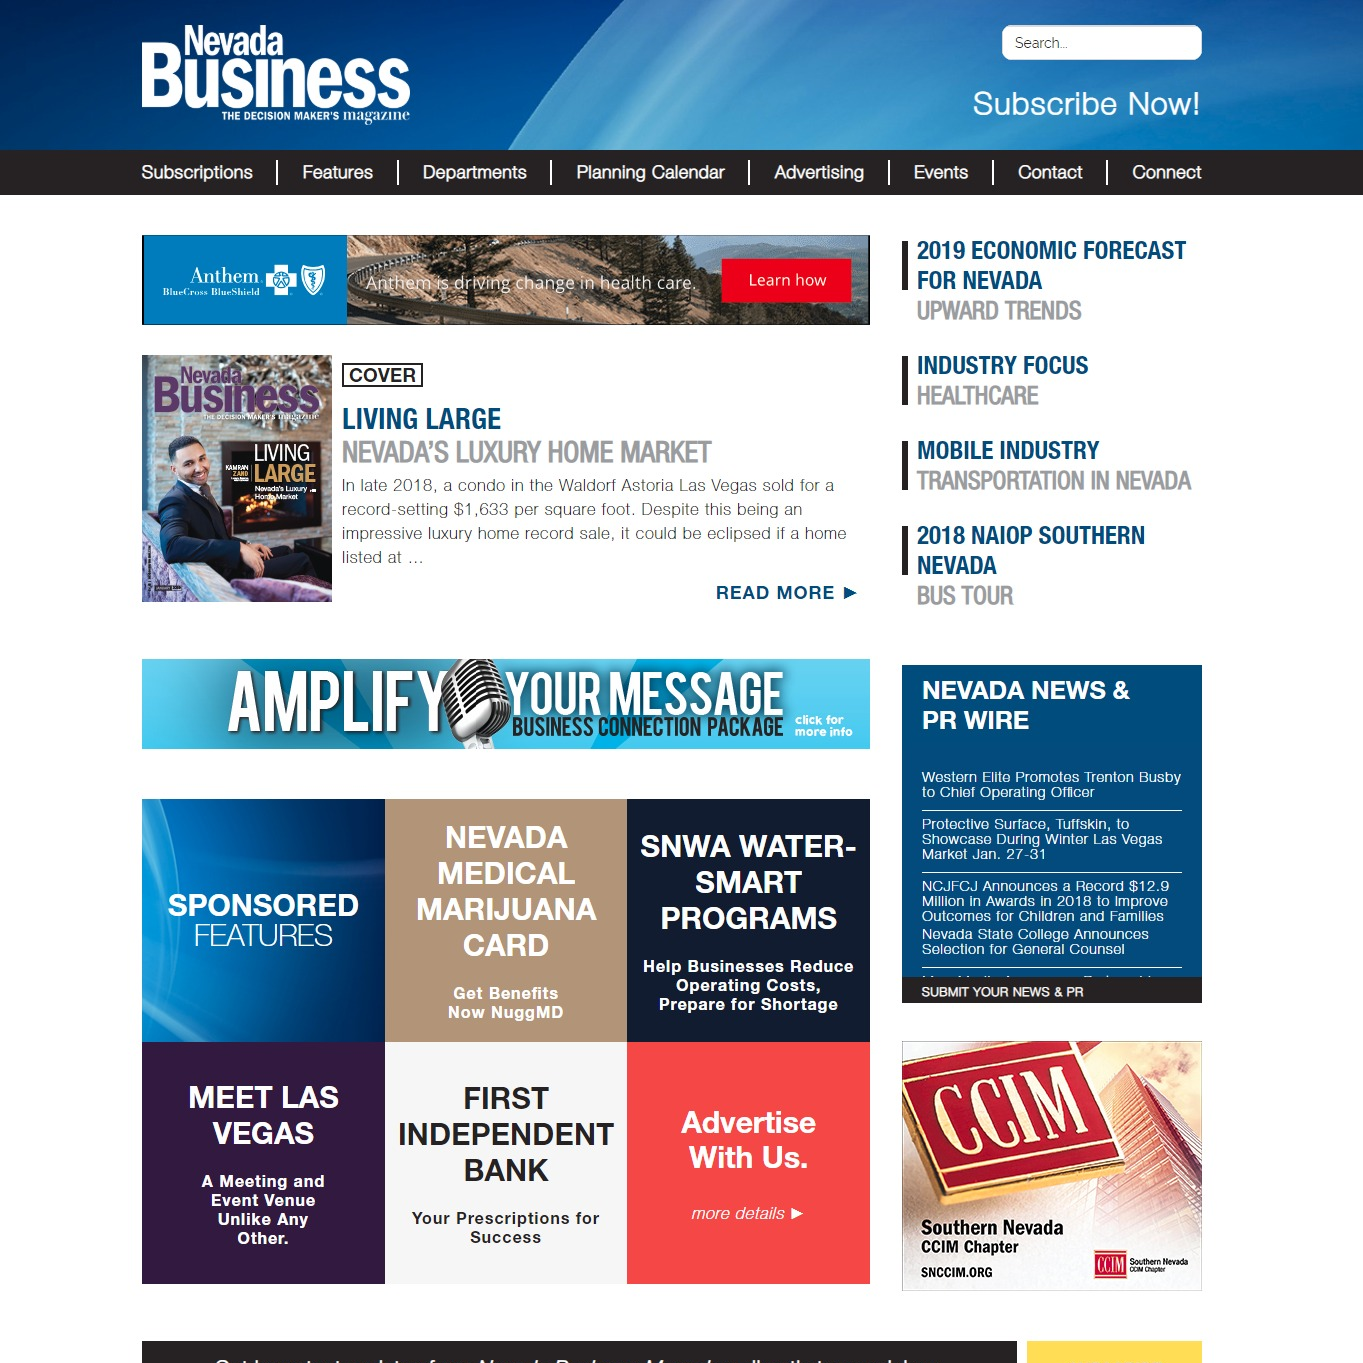 Nevada
Business
THE DECISION MAKER'S magazine
Search...
Subscribe Now!
Subscriptions
Features
Departments
Planning Calendar
Advertising
Events
Contact
Connect
Anthem
BlueCross BlueShield
Anthem is driving change in health care.
Learn how
Nevada
Business
THE DECISION MAKER'S magazine
KAMRAN
ZAND
LIVING
LARGE
Nevada's Luxury
Home Market
COVER
LIVING LARGE
NEVADA'S LUXURY HOME MARKET
In late 2018, a condo in the Waldorf Astoria Las Vegas sold for a
record-setting $1,633 per square foot. Despite this being an
impressive luxury home record sale, it could be eclipsed if a home
listed at ...
READ MORE ►
2019 ECONOMIC FORECAST
FOR NEVADA
UPWARD TRENDS
INDUSTRY FOCUS
HEALTHCARE
MOBILE INDUSTRY
TRANSPORTATION IN NEVADA
2018 NAIOP SOUTHERN
NEVADA
BUS TOUR
AMPLIFY YOUR MESSAGE
BUSINESS CONNECTION PACKAGE
click for
more info
NEVADA NEWS &
PR WIRE
Western Elite Promotes Trenton Busby
to Chief Operating Officer
Protective Surface, Tuffskin, to
Showcase During Winter Las Vegas
Market Jan. 27-31
NCJFCJ Announces a Record $12.9
Million in Awards in 2018 to Improve
Outcomes for Children and Families
Nevada State College Announces
Selection for General Counsel
SUBMIT YOUR NEWS & PR
SPONSORED
FEATURES
NEVADA
MEDICAL
MARIJUANA
CARD
Get Benefits
Now NuggMD
SNWA WATER-
SMART
PROGRAMS
Help Businesses Reduce
Operating Costs,
Prepare for Shortage
MEET LAS
VEGAS
A Meeting and
Event Venue
Unlike Any
Other.
FIRST
INDEPENDENT
BANK
Your Prescriptions for
Success
Advertise
With Us.
more details ►
CCIM
Southern Nevada
CCIM Chapter
SNCCIM.ORG
CCIM
Southern Nevada
CCIM Chapter